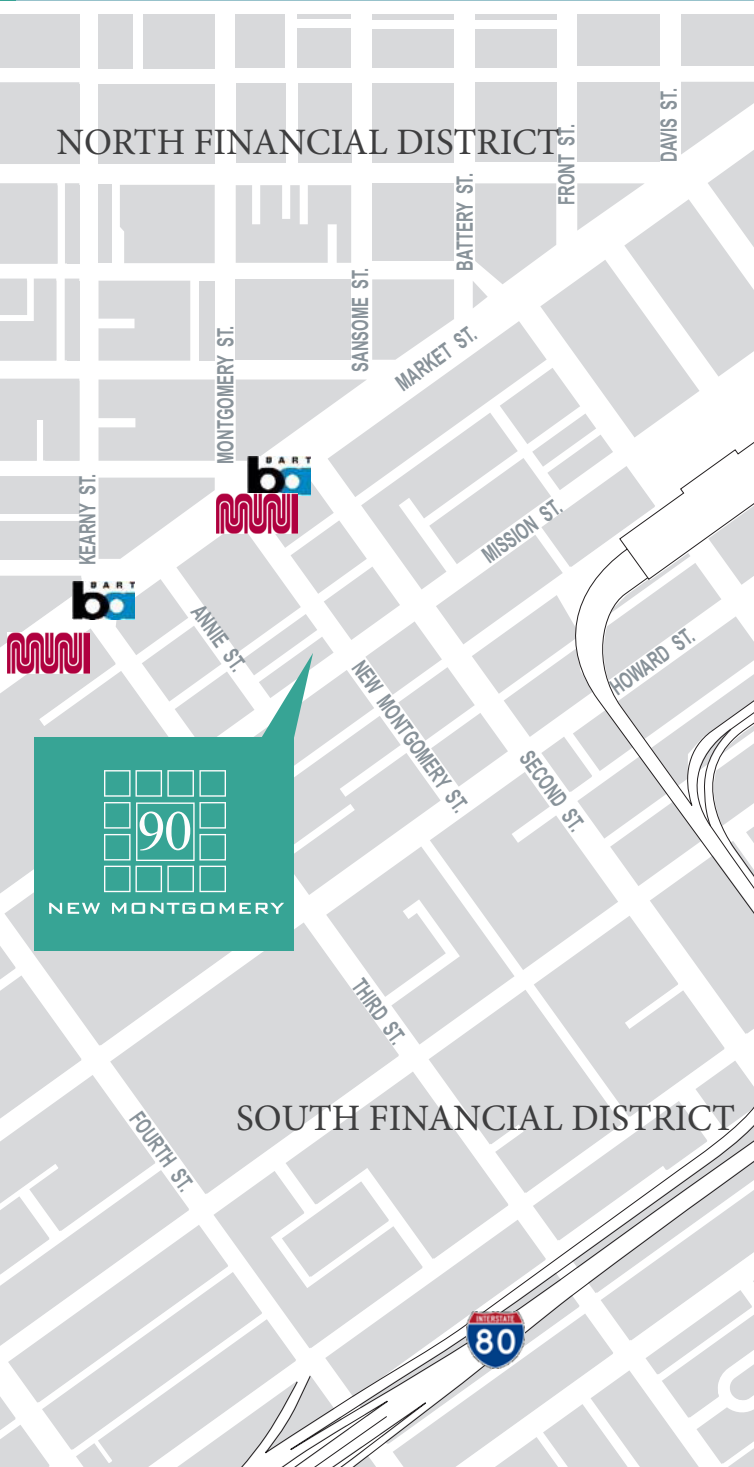 DAVIS ST.
NORTH FINANCIAL DISTRICT
FRONT ST.
BATTERY ST.
SANSOME ST.
MONTGOMERY ST.
MARKET ST.
BART
ba
MUNI
KEARNY ST.
MISSION ST.
BART
ba
MUNI
ANNIE ST.
HOWARD ST.
NEW MONTGOMERY ST.
SECOND ST.
90
NEW MONTGOMERY
THIRD ST.
SOUTH FINANCIAL DISTRICT
FOURTH ST.
INTERSTATE
80